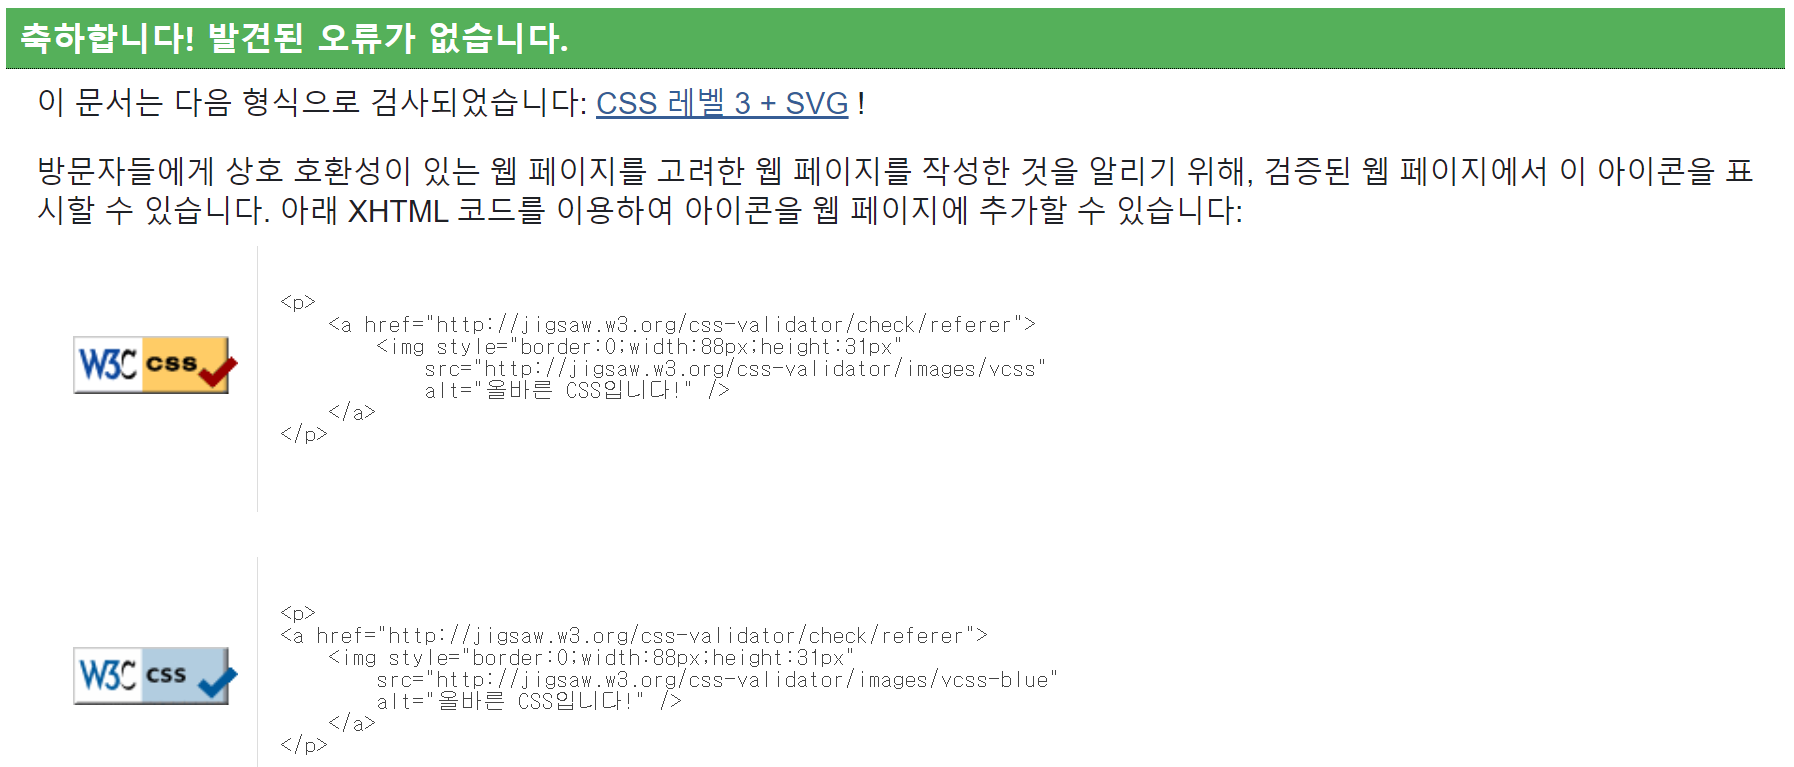 축하합니다! 발견된 오류가 없습니다.
이 문서는 다음 형식으로 검사되었습니다: CSS 레벨 3 + SVG !
방문자들에게 상호 호환성이 있는 웹 페이지를 고려한 웹 페이지를 작성한 것을 알리기 위해, 검증된 웹 페이지에서 이 아이콘을 표
시할 수 있습니다. 아래 XHTML 코드를 이용하여 아이콘을 웹 페이지에 추가할 수 있습니다:
W3C css
<p>
    <a href="http://jigsaw.w3.org/css-validator/check/referer">
        <img style="border:0;width:88px;height:31px"
            src="http://jigsaw.w3.org/css-validator/images/vcss"
            alt="올바른 CSS입니다!" />
    </a>
</p>
W3C css
<p>
<a href="http://jigsaw.w3.org/css-validator/check/referer">
    <img style="border:0;width:88px;height:31px"
        src="http://jigsaw.w3.org/css-validator/images/vcss-blue"
        alt="올바른 CSS입니다!" />
    </a>
</p>